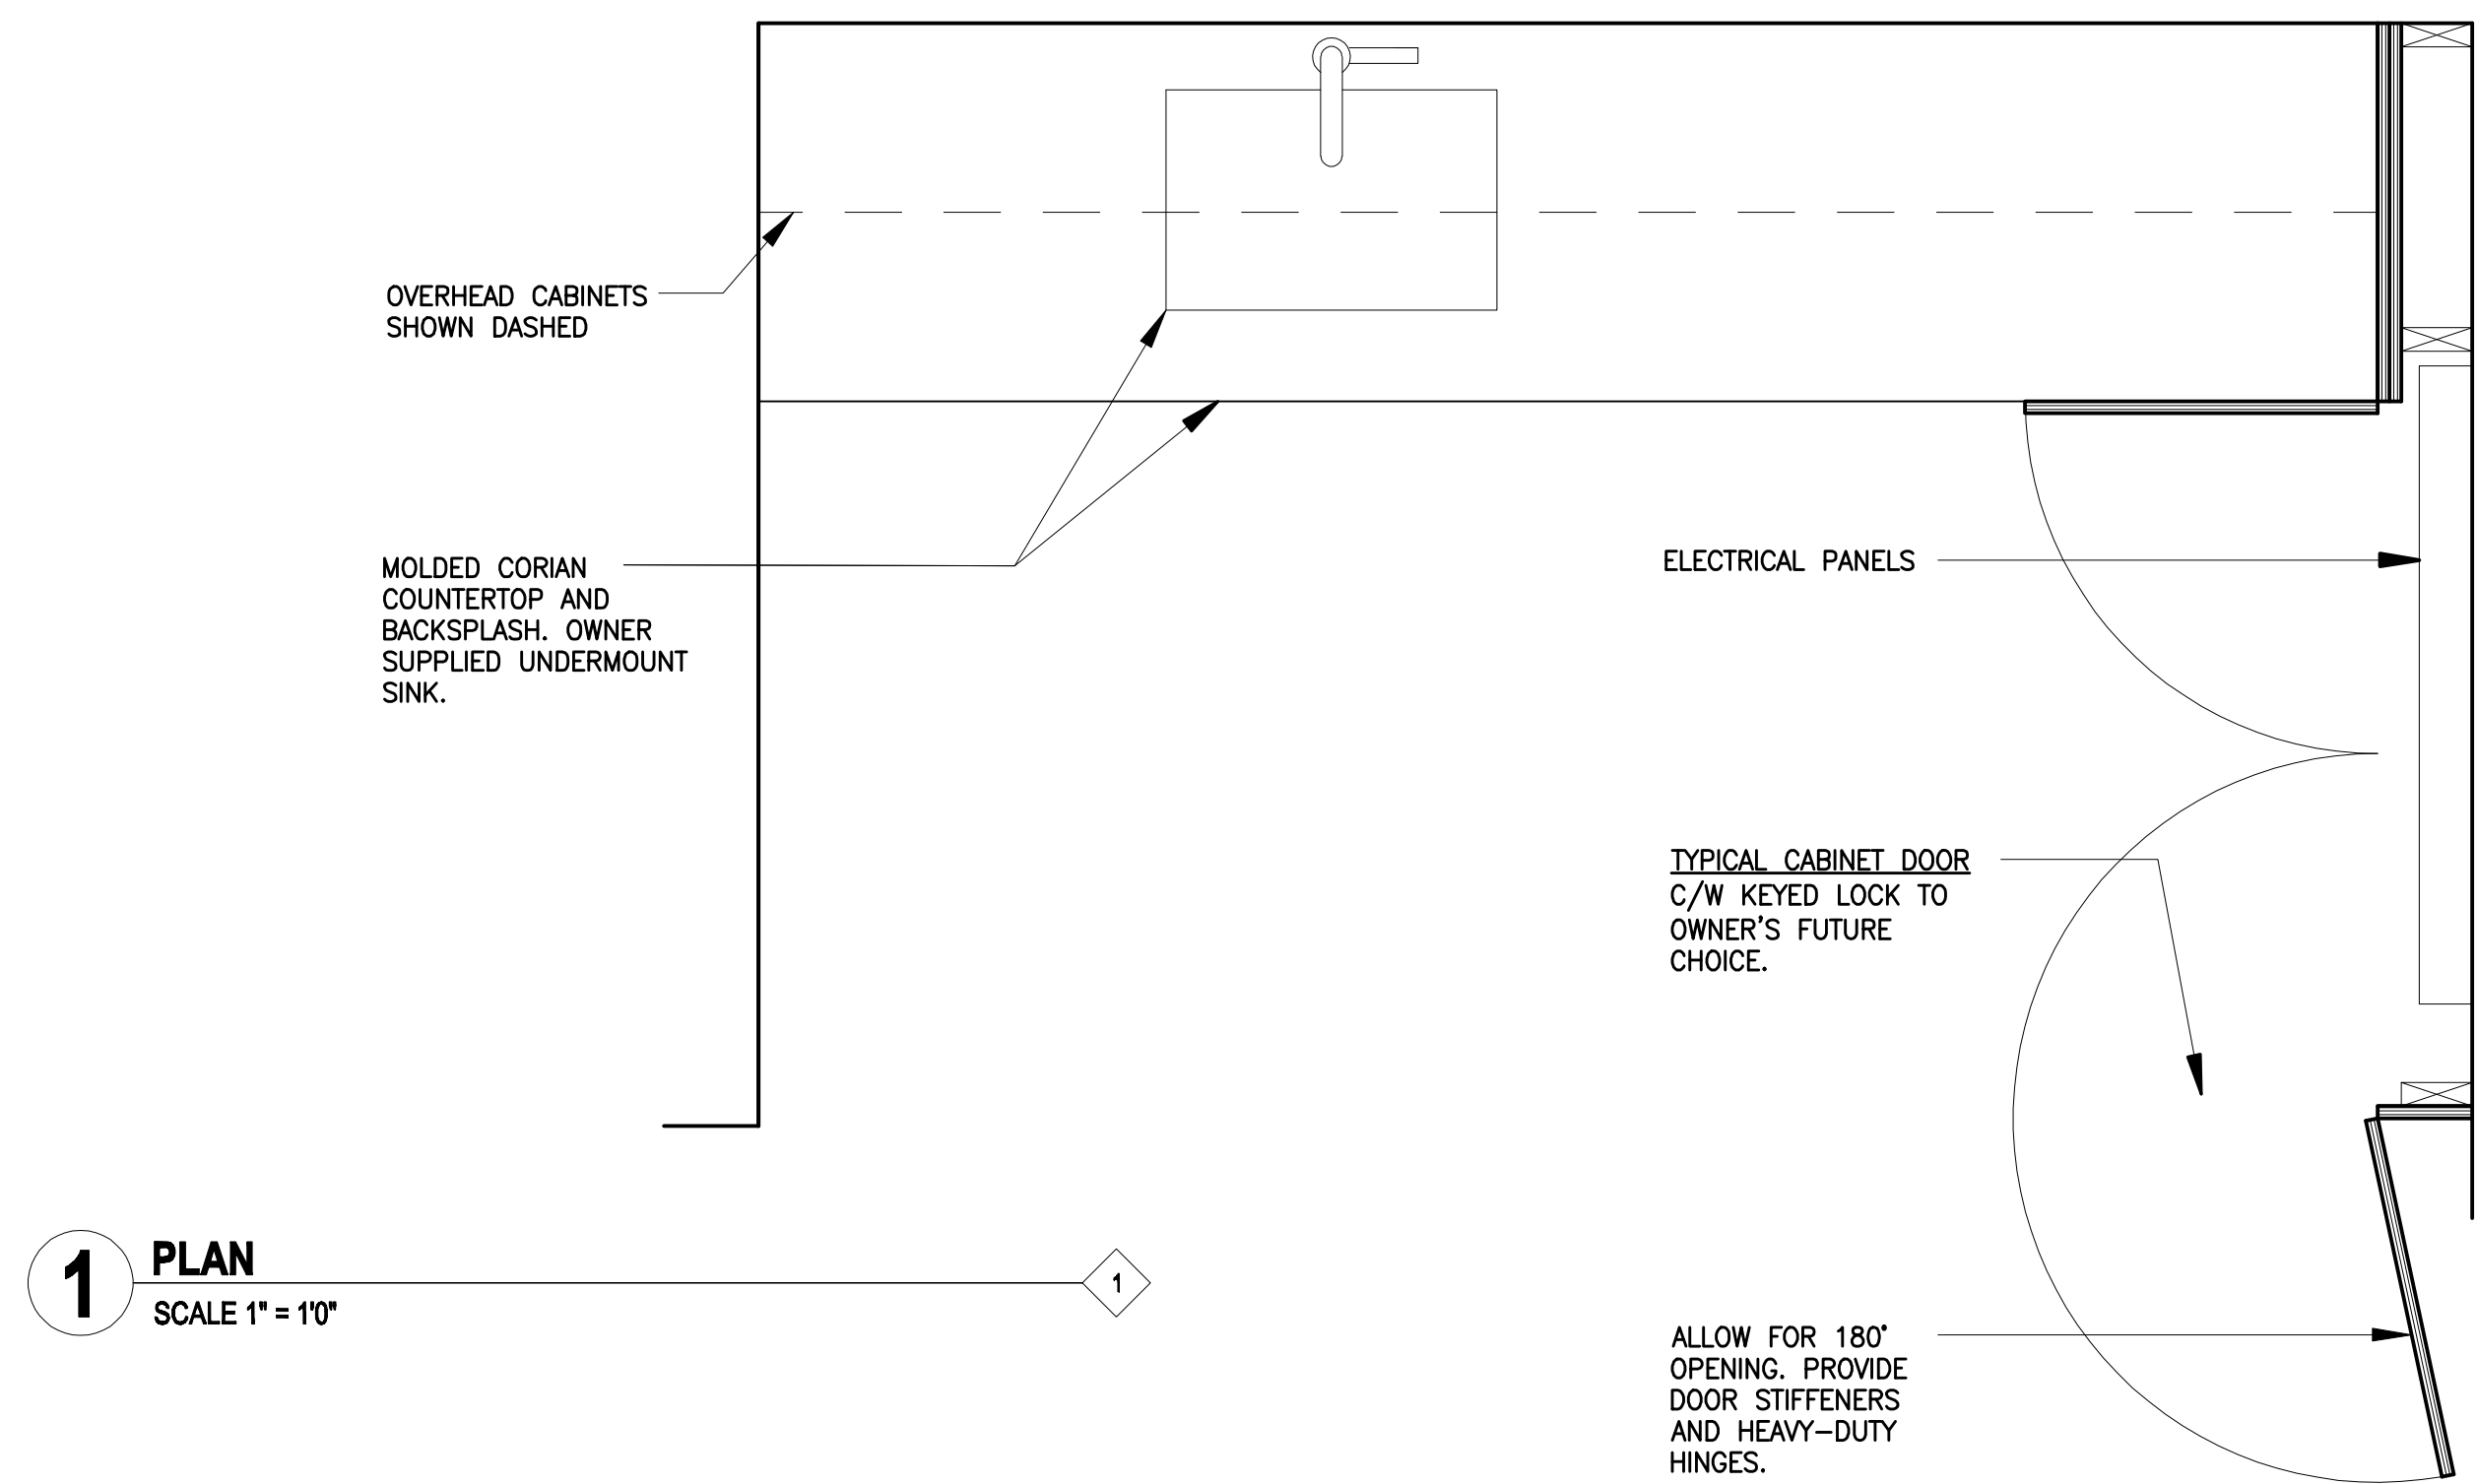 OVERHEAD CABINETS
SHOWN DASHED
MOLDED CORIAN
COUNTERTOP AND
BACKSPLASH. OWNER
SUPPLIED UNDERMOUNT
SINK.
ELECTRICAL PANELS
TYPICAL CABINET DOOR
C/W KEYED LOCK TO
OWNER'S FUTURE
CHOICE.
ALLOW FOR 180°
OPENING. PROVIDE
DOOR STIFFENERS
AND HEAVY-DUTY
HINGES.
1
PLAN
SCALE 1" = 1'0"
1